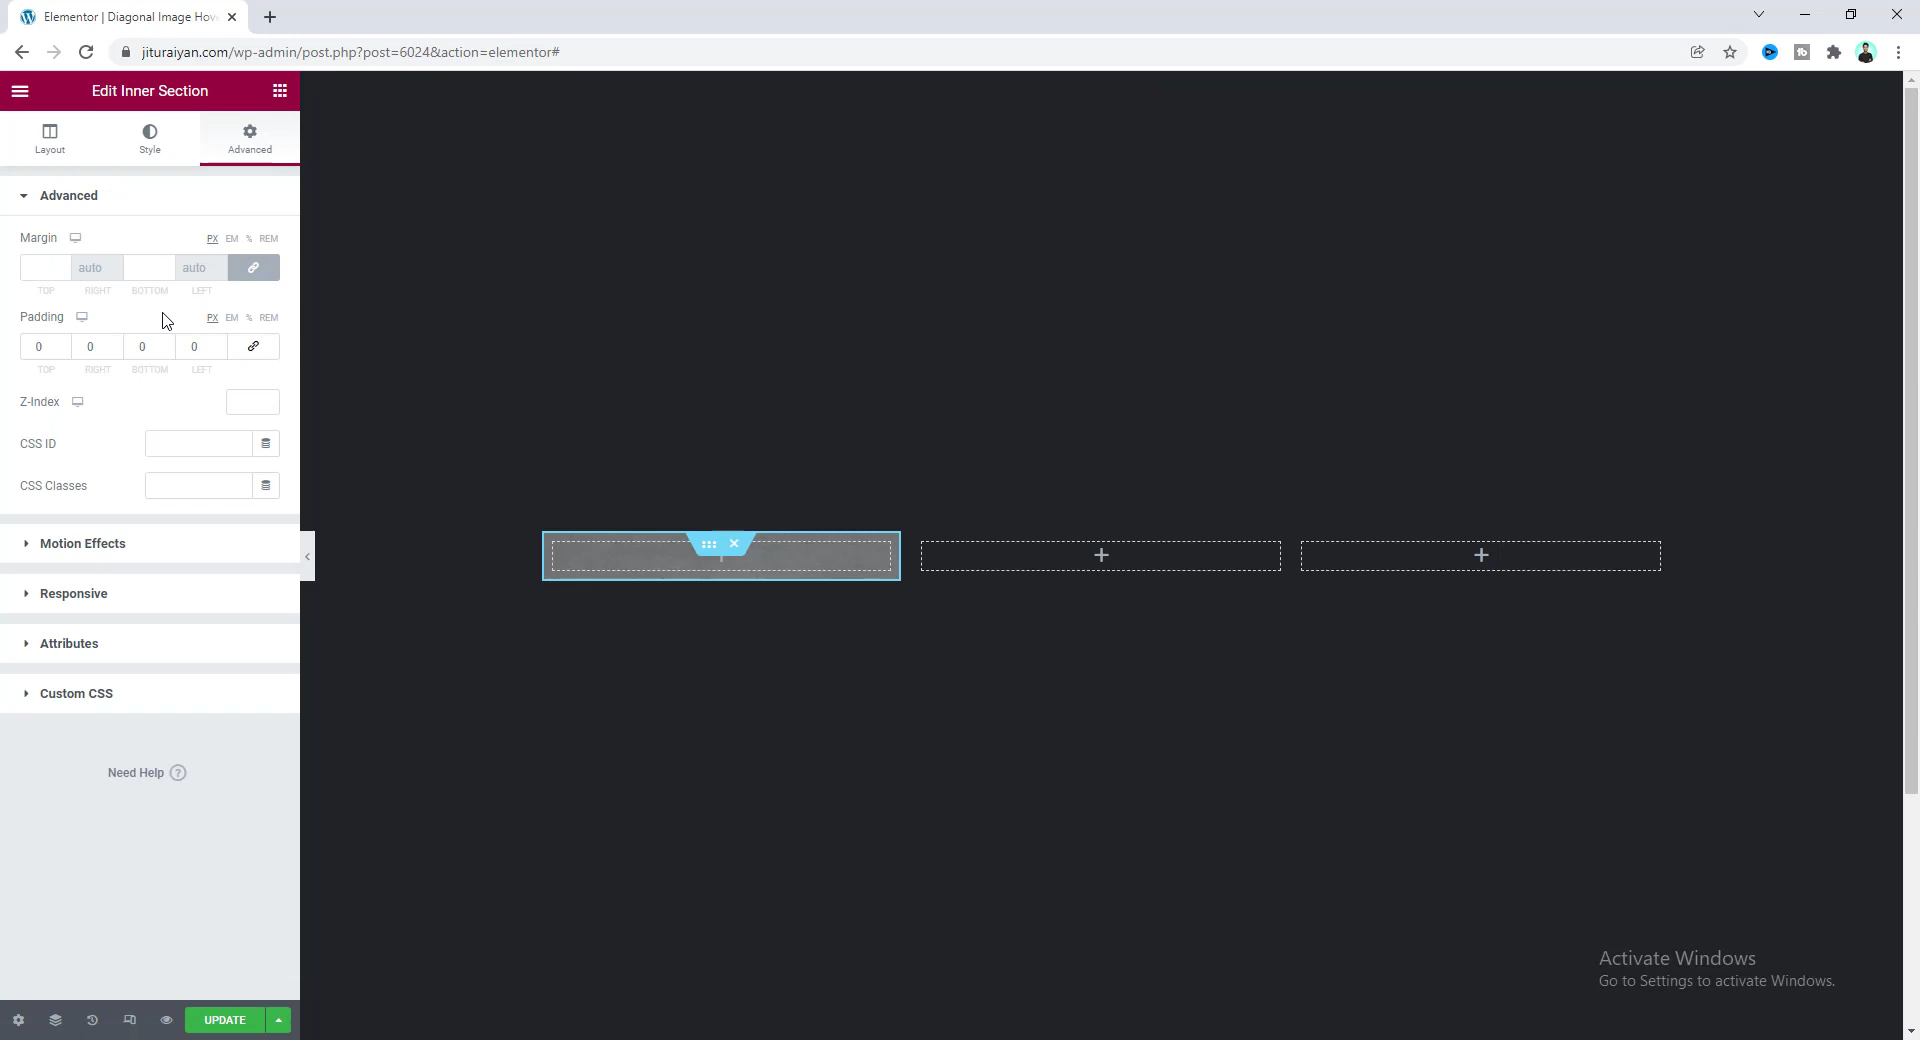 Elementor | Diagonal Image Hov
jituraiyan.com/wp-admin/post.php?post=6024&action=elementor#
Edit Inner Section
Layout Style Advanced
Advanced
Margin PX EM % REM
auto auto
TOP RIGHT BOTTOM LEFT
Padding PX EM % REM
0 0 0 0
TOP RIGHT BOTTOM LEFT
Z-Index
CSS ID
CSS Classes
Motion Effects
Responsive
Attributes
Custom CSS
Need Help ?
UPDATE
Activate Windows
Go to Settings to activate Windows.